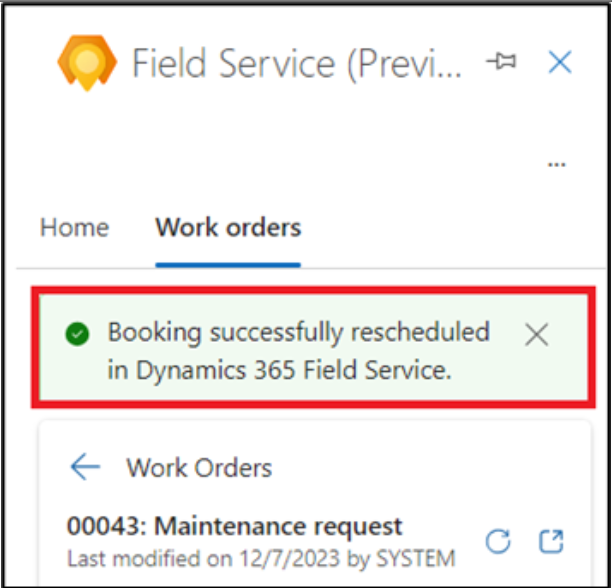 Field Service (Previ...
...
Home Work orders
Booking successfully rescheduled
in Dynamics 365 Field Service.
Work Orders
00043: Maintenance request
Last modified on 12/7/2023 by SYSTEM